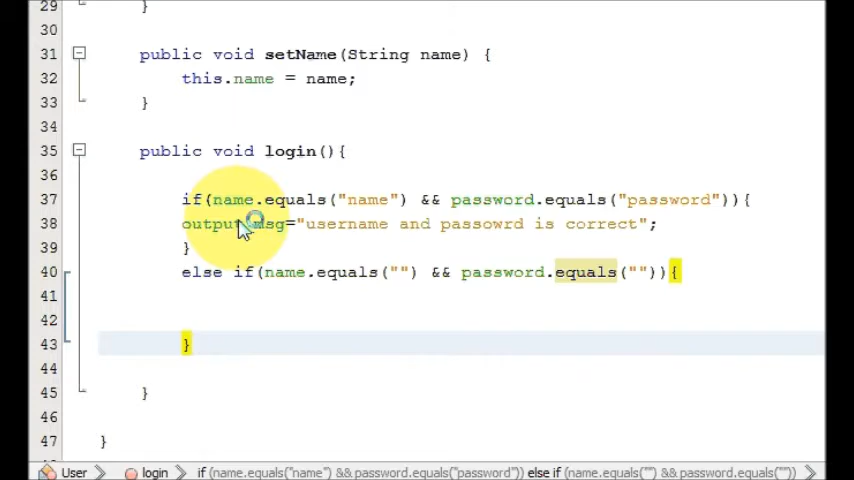 29 }
30
31 public void setName(String name) {
32 this.name = name;
33 }
34
35 public void login(){
36
37 if(name.equals("name") && password.equals("password")){
38 output_msg="username and passowrd is correct";
39 }
40 else if(name.equals("") && password.equals("")){
41
42
43 }
44
45 }
46
47 }
User login if (name.equals("name") && password.equals("password")) else if (name.equals("") && password.equals(""))